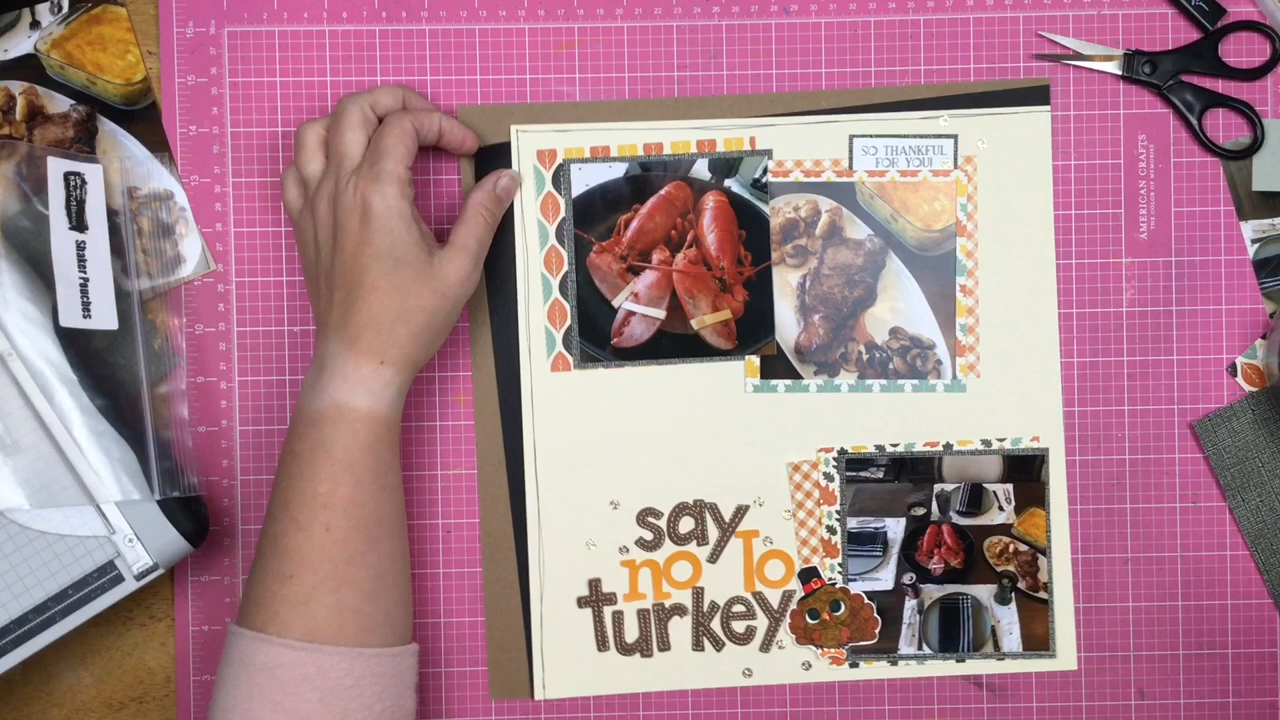 SO THANKFUL
FOR YOU!
say
no To
turkey
Shaker Pouches
AMERICAN CRAFTS
THE COLOR OF MEMORIES